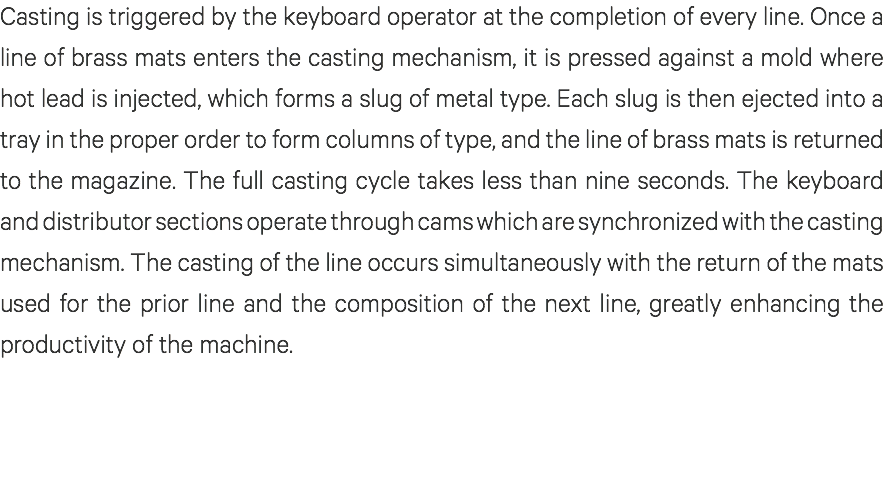 Casting is triggered by the keyboard operator at the completion of every line. Once a
line of brass mats enters the casting mechanism, it is pressed against a mold where
hot lead is injected, which forms a slug of metal type. Each slug is then ejected into a
tray in the proper order to form columns of type, and the line of brass mats is returned
to the magazine. The full casting cycle takes less than nine seconds. The keyboard
and distributor sections operate through cams which are synchronized with the casting
mechanism. The casting of the line occurs simultaneously with the return of the mats
used for the prior line and the composition of the next line, greatly enhancing the
productivity of the machine.